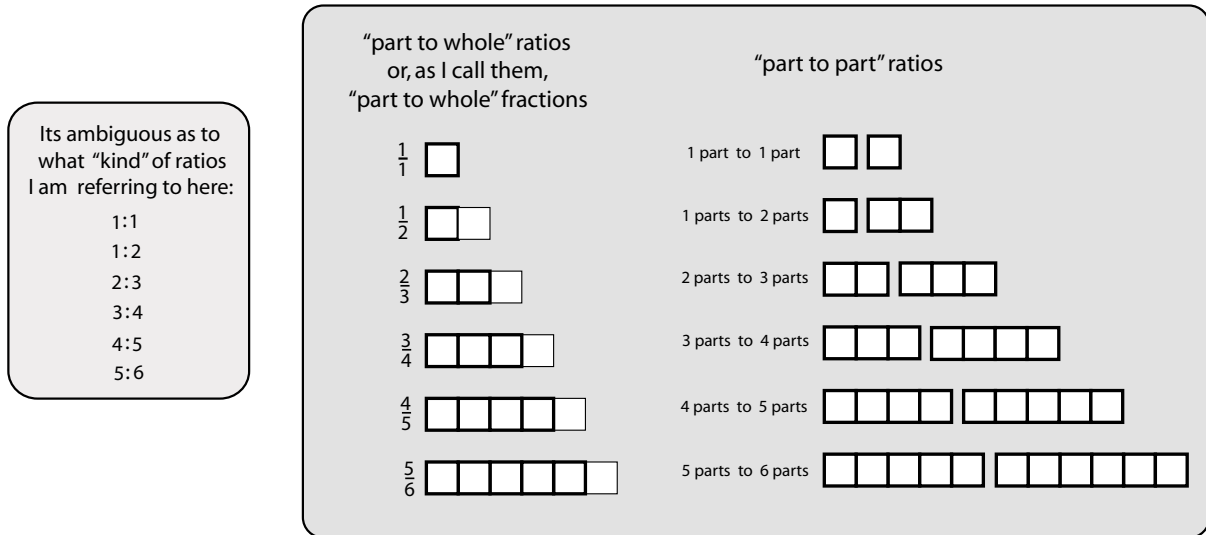 Its ambiguous as to
what "kind" of ratios
I am referring to here:
1:1
1:2
2:3
3:4
4:5
5:6
"part to whole" ratios
or, as I call them,
"part to whole" fractions
1/1
1/2
2/3
3/4
4/5
5/6
"part to part" ratios
1 part to 1 part
1 parts to 2 parts
2 parts to 3 parts
3 parts to 4 parts
4 parts to 5 parts
5 parts to 6 parts